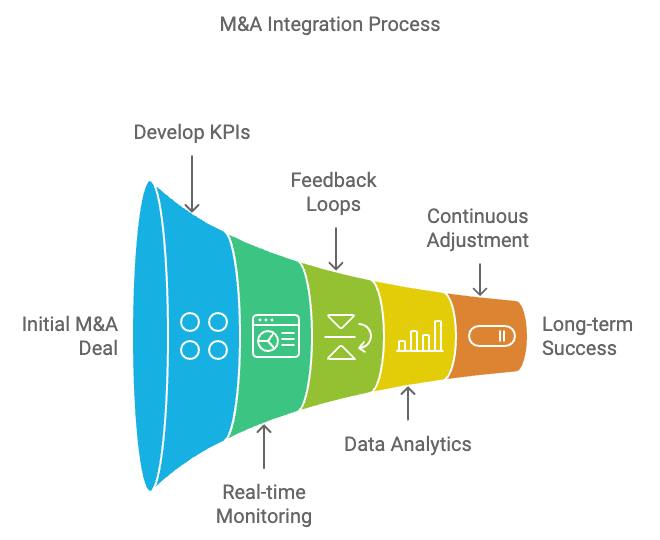 M&A Integration Process
Develop KPIs
Feedback
Loops
Continuous
Adjustment
Initial M&A
Deal
Long-term
Success
Data Analytics
Real-time
Monitoring